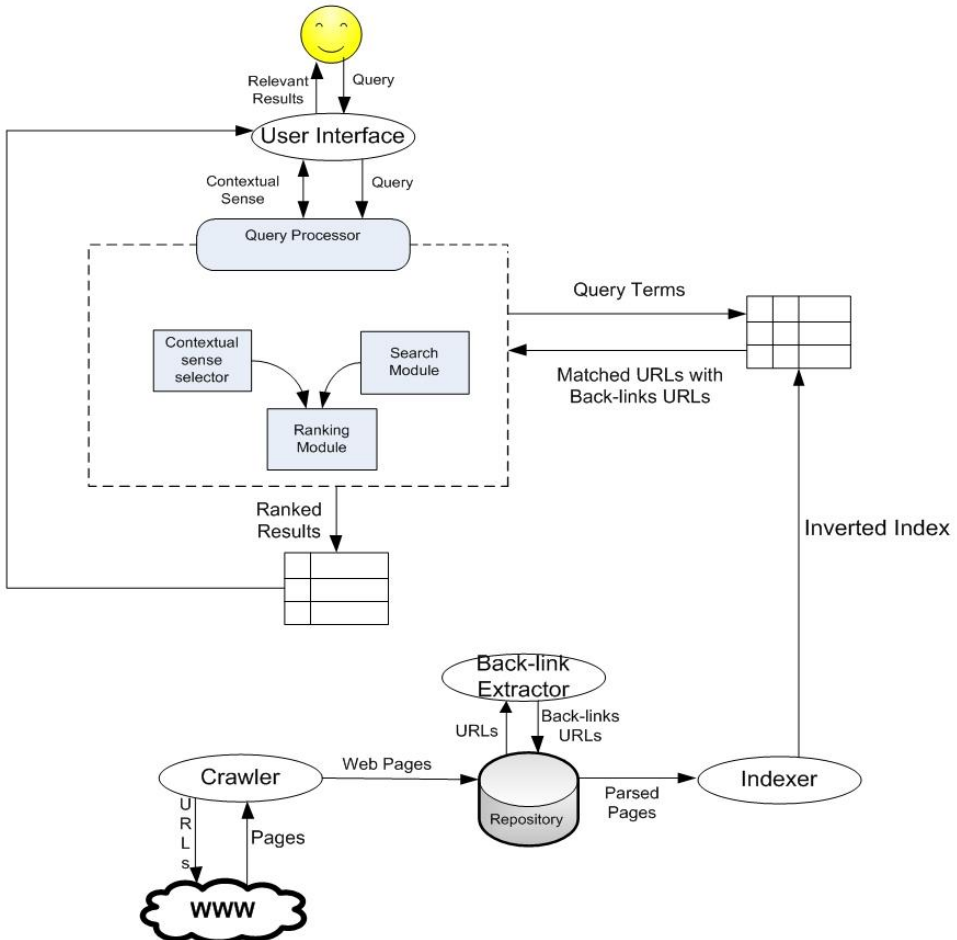 Relevant
Results
Query
User Interface
Contextual
Sense
Query
Query Processor
Query Terms
Contextual
sense
selector
Search
Module
Matched URLs with
Back-links URLs
Ranking
Module
Ranked
Results
Inverted Index
Back-link
Extractor
URLs
Back-links
URLs
Crawler
Web Pages
Repository
Parsed
Pages
Indexer
URLs
Pages
WWW